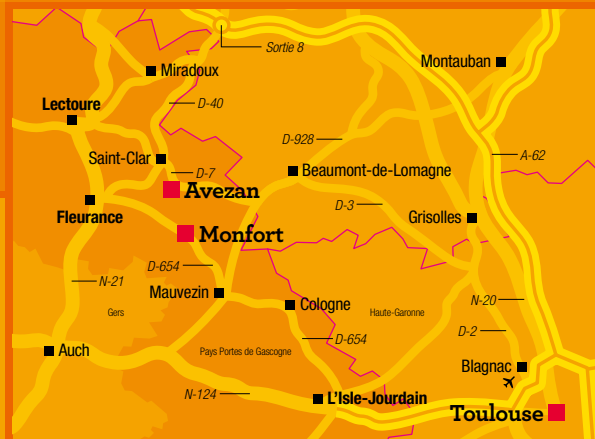 Sortie 8
Montauban
Miradoux
Lectoure
D-40
D-928
A-62
Saint-Clar
D-7
Beaumont-de-Lomagne
Avezan
D-3
Fleurance
Grisolles
Monfort
D-654
N-21
Mauvezin
Cologne
N-20
Gers
Haute-Garonne
D-2
D-654
Auch
Pays Portes de Gascogne
Blagnac
N-124
L'Isle-Jourdain
Toulouse